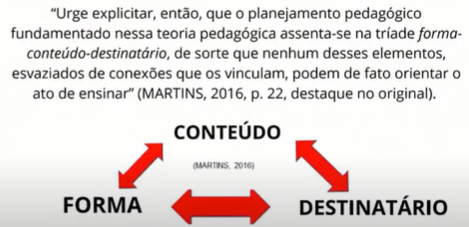 “Urge explicitar, então, que o planejamento pedagógico
fundamentado nessa teoria pedagógica assenta-se na tríade forma-
conteúdo-destinatário, de sorte que nenhum desses elementos,
esvaziados de conexões que os vinculam, podem de fato orientar o
ato de ensinar” (MARTINS, 2016, p. 22, destaque no original).
CONTEÚDO
(MARTINS, 2016)
FORMA
DESTINATÁRIO